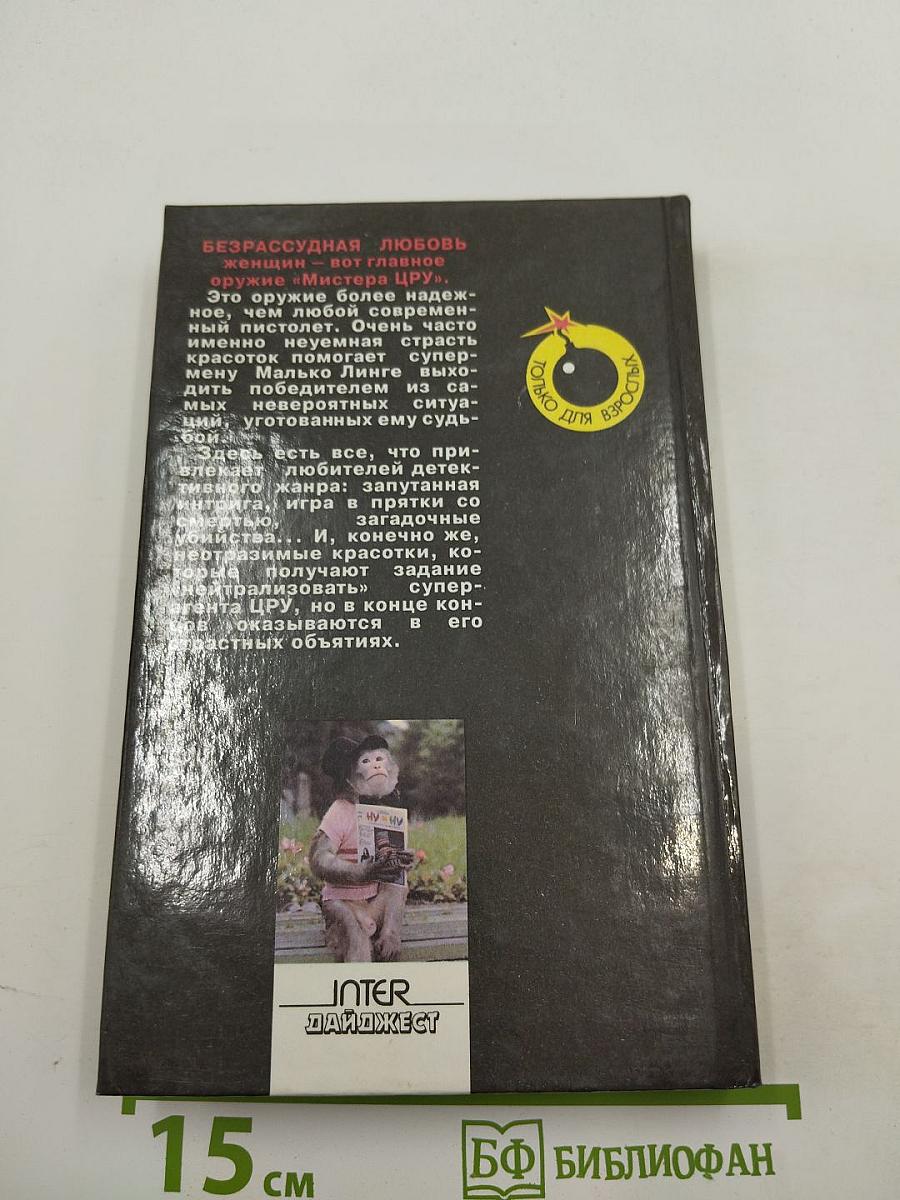 БЕЗРАССУДНАЯ ЛЮБОВЬ
женщин — вот главное
оружие «Мистера ЦРУ».
Это оружие более надеж-
ное, чем любой современ-
ный пистолет. Очень часто
именно неуемная страсть
красоток помогает супер-
мену Малько Линге выхо-
дить победителем из са-
мых невероятных ситуа-
ций, уготованных ему судь-
бой.
Здесь есть все, что при-
влекает любителей детек-
тивного жанра: запутанная
интрига, игра в прятки со
смертью, загадочные
убийства... И, конечно же,
неотразимые красотки, ко-
торые получают задание
«нейтрализовать» супер-
агента ЦРУ, но в конце кон-
цов оказываются в его
страстных объятиях.
ТОЛЬКО ДЛЯ ВЗРОСЛЫХ
НУ и НУ
INTER
ДАЙДЖЕСТ
15 см
БФ БИБЛИОФАН